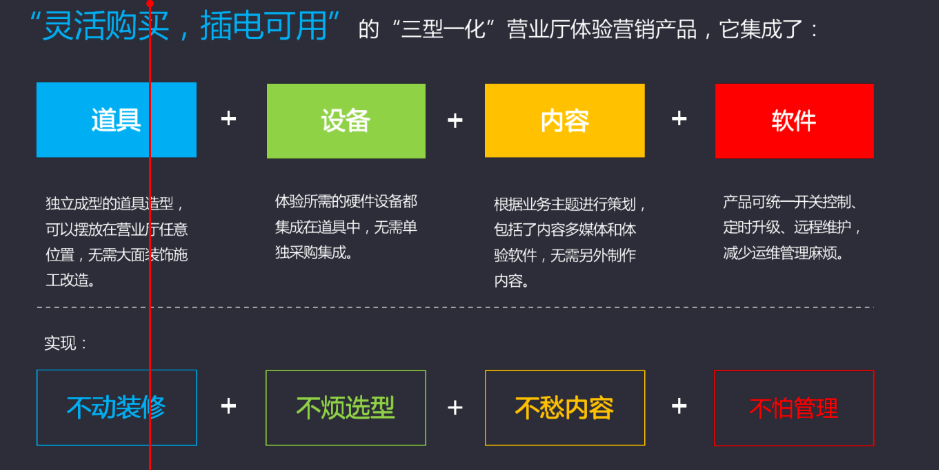 “灵活购买，插电可用”的“三型一化”营业厅体验营销产品，它集成了：
道具 + 设备 + 内容 + 软件
独立成型的道具造型，
可以摆放在营业厅任意
位置，无需大面装饰施
工改造。
体验所需的硬件设备都
集成在道具中，无需单
独采购集成。
根据业务主题进行策划，
包括了内容多媒体和体
验软件，无需另外制作
内容。
产品可统一开关控制、
定时升级、远程维护，
减少运维管理麻烦。
实现：
不动装修 + 不烦选型 + 不愁内容 + 不怕管理